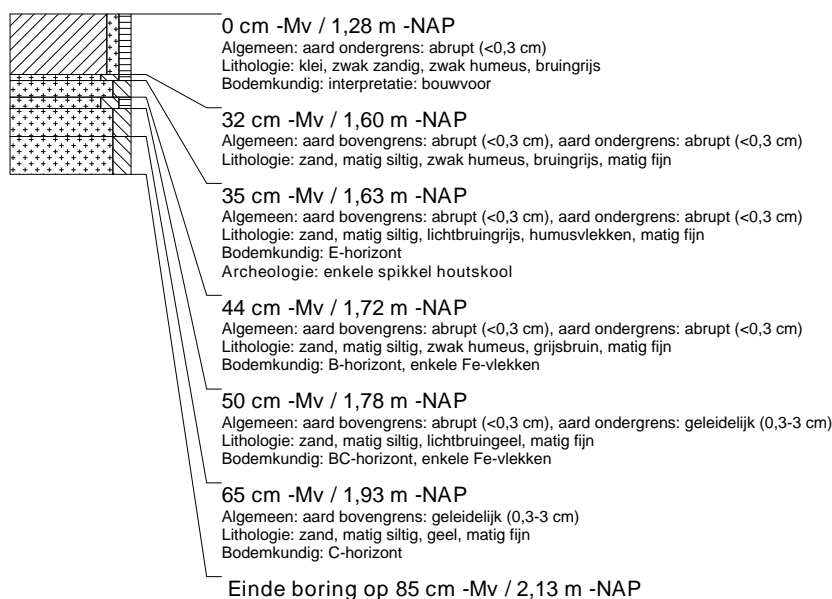 0 cm -Mv / 1,28 m -NAP
Algemeen: aard ondergrens: abrupt (<0,3 cm)
Lithologie: klei, zwak zandig, zwak humeus, bruingrijs
Bodemkundig: interpretatie: bouwvoor
32 cm -Mv / 1,60 m -NAP
Algemeen: aard bovengrens: abrupt (<0,3 cm), aard ondergrens: abrupt (<0,3 cm)
Lithologie: zand, matig siltig, zwak humeus, bruingrijs, matig fijn
35 cm -Mv / 1,63 m -NAP
Algemeen: aard bovengrens: abrupt (<0,3 cm), aard ondergrens: abrupt (<0,3 cm)
Lithologie: zand, matig siltig, lichtbruingrijs, humusvlekken, matig fijn
Bodemkundig: E-horizont
Archeologie: enkele spikkel houtskool
44 cm -Mv / 1,72 m -NAP
Algemeen: aard bovengrens: abrupt (<0,3 cm), aard ondergrens: abrupt (<0,3 cm)
Lithologie: zand, matig siltig, zwak humeus, grijsbruin, matig fijn
Bodemkundig: B-horizont, enkele Fe-vlekken
50 cm -Mv / 1,78 m -NAP
Algemeen: aard bovengrens: abrupt (<0,3 cm), aard ondergrens: geleidelijk (0,3-3 cm)
Lithologie: zand, matig siltig, lichtbruingeel, matig fijn
Bodemkundig: BC-horizont, enkele Fe-vlekken
65 cm -Mv / 1,93 m -NAP
Algemeen: aard bovengrens: geleidelijk (0,3-3 cm)
Lithologie: zand, matig siltig, geel, matig fijn
Bodemkundig: C-horizont
Einde boring op 85 cm -Mv / 2,13 m -NAP